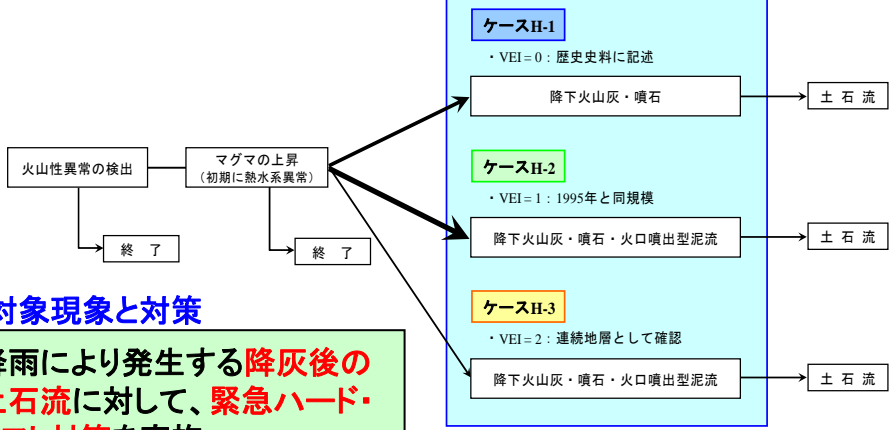 ケースH-1
・VEI=0:歴史史料に記述
降下火山灰・噴石
土 石 流
火山性異常の検出
マグマの上昇
(初期に熱水系異常)
終 了
終 了
ケースH-2
・VEI=1:1995年と同規模
降下火山灰・噴石・火口噴出型泥流
土 石 流
ケースH-3
・VEI=2:連続地層として確認
降下火山灰・噴石・火口噴出型泥流
土 石 流
対象現象と対策
降雨により発生する降灰後の
土石流に対して、緊急ハード・